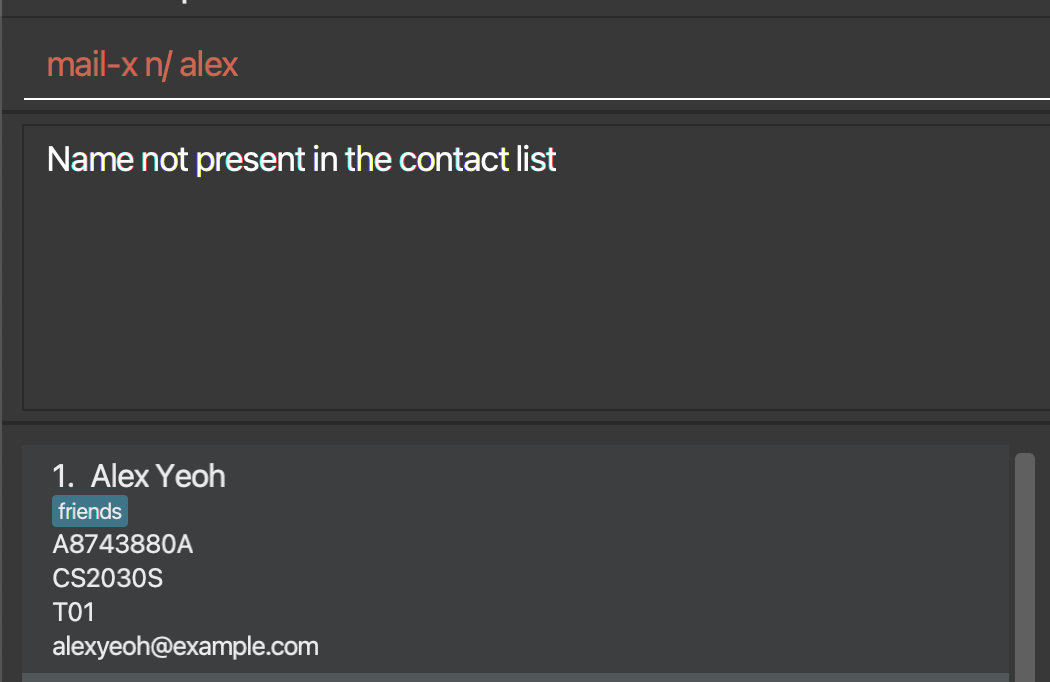 mail-x n/ alex
Name not present in the contact list
1. Alex Yeoh
friends
A8743880A
CS2030S
T01
alexyeoh@example.com